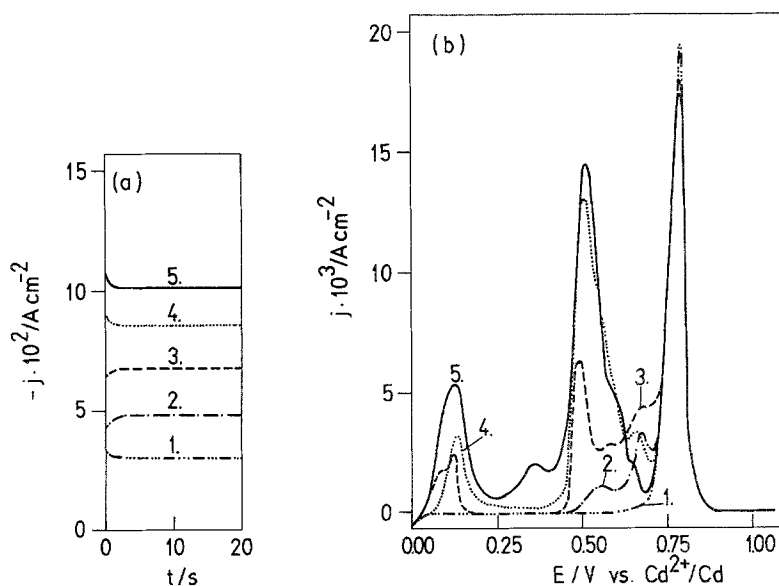 (a)
15
10
5
0
-j·10²/A cm⁻²
5.
4.
3.
2.
1.
0 10 20
t/s
(b)
20
15
10
5
0
j·10³/A cm⁻²
5.
4.
3.
2.
1.
0.00 0.25 0.50 0.75 1.00
E / V vs. Cd²⁺/Cd